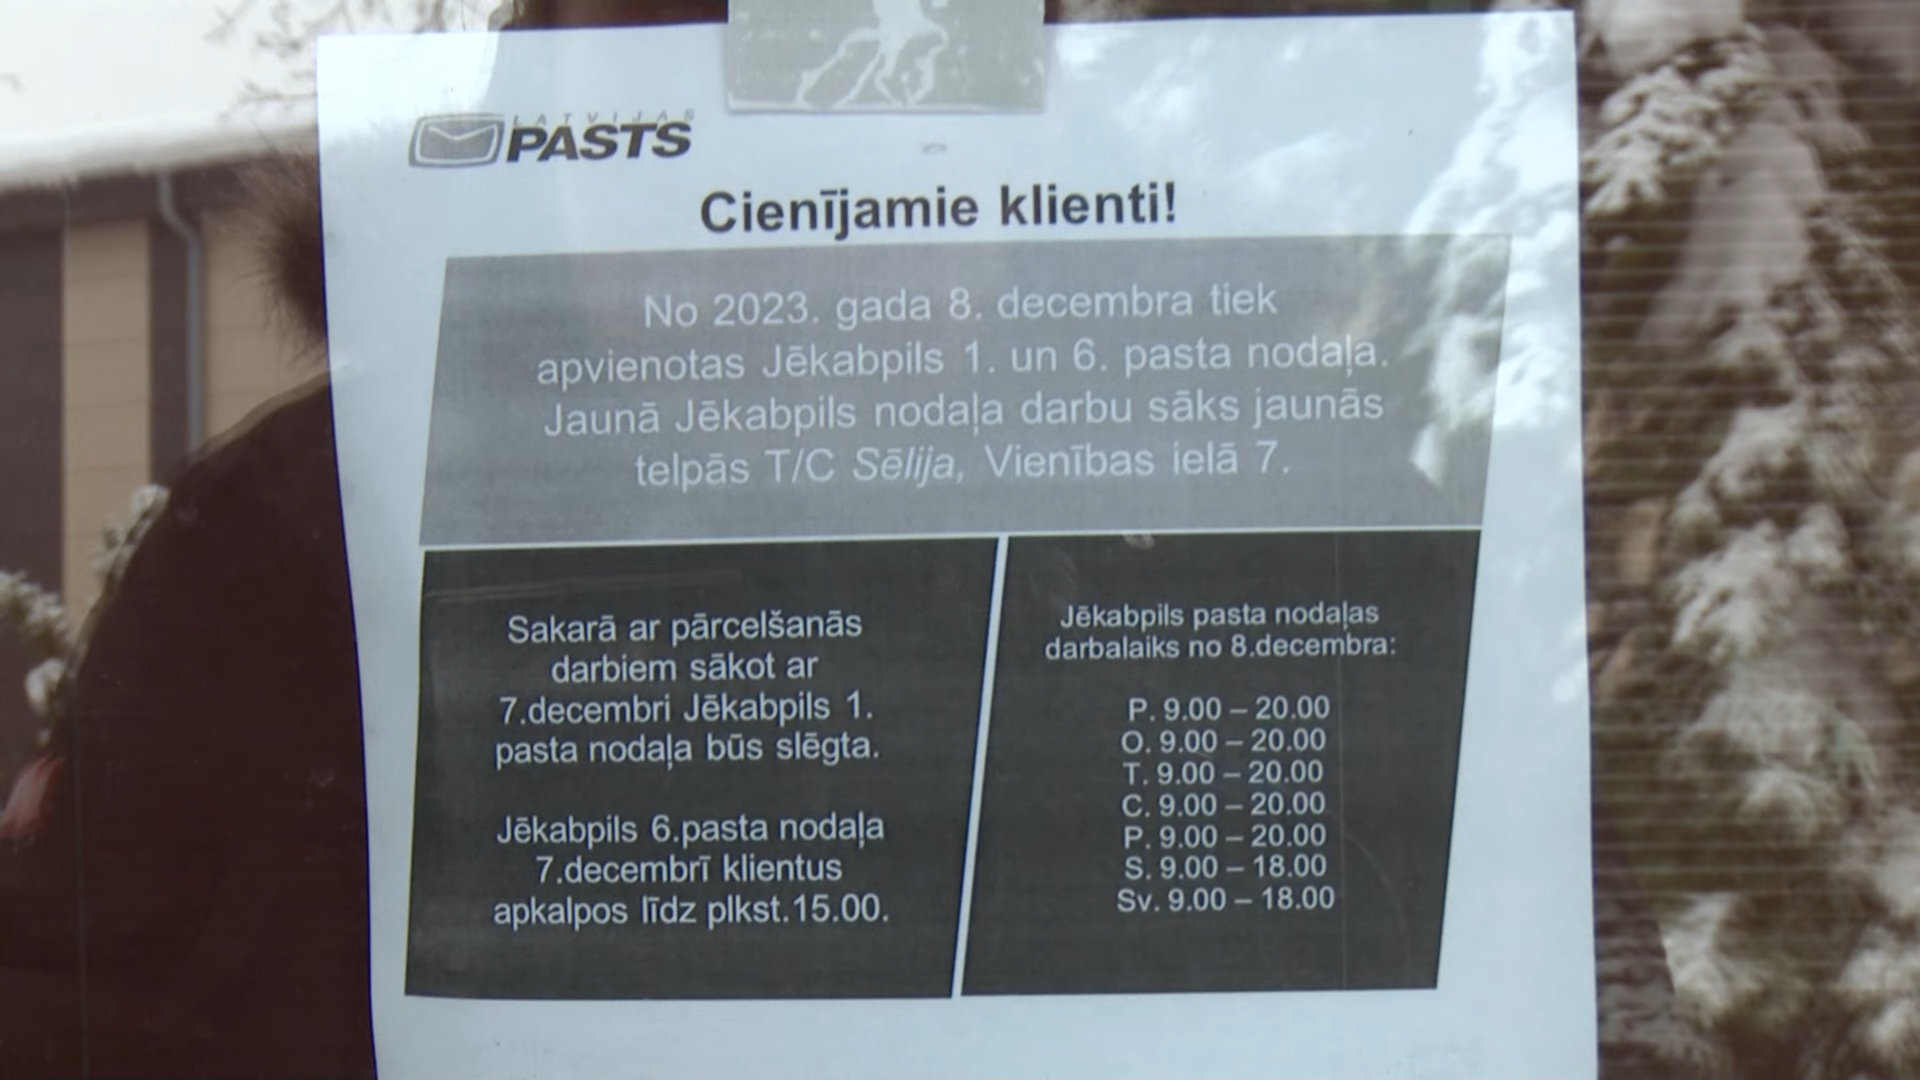 LATVIJAS
PASTS
Cienījamie klienti!
No 2023. gada 8. decembra tiek
apvienotas Jēkabpils 1. un 6. pasta nodaļa.
Jaunā Jēkabpils nodaļa darbu sāks jaunās
telpās T/C Sēlija, Vienības ielā 7.
Sakarā ar pārcelšanās
darbiem sākot ar
7.decembri Jēkabpils 1.
pasta nodaļa būs slēgta.
Jēkabpils 6.pasta nodaļa
7.decembrī klientus
apkalpos līdz plkst.15.00.
Jēkabpils pasta nodaļas
darbalaiks no 8.decembra:
P. 9.00 – 20.00
O. 9.00 – 20.00
T. 9.00 – 20.00
C. 9.00 – 20.00
P. 9.00 – 20.00
S. 9.00 – 18.00
Sv. 9.00 – 18.00